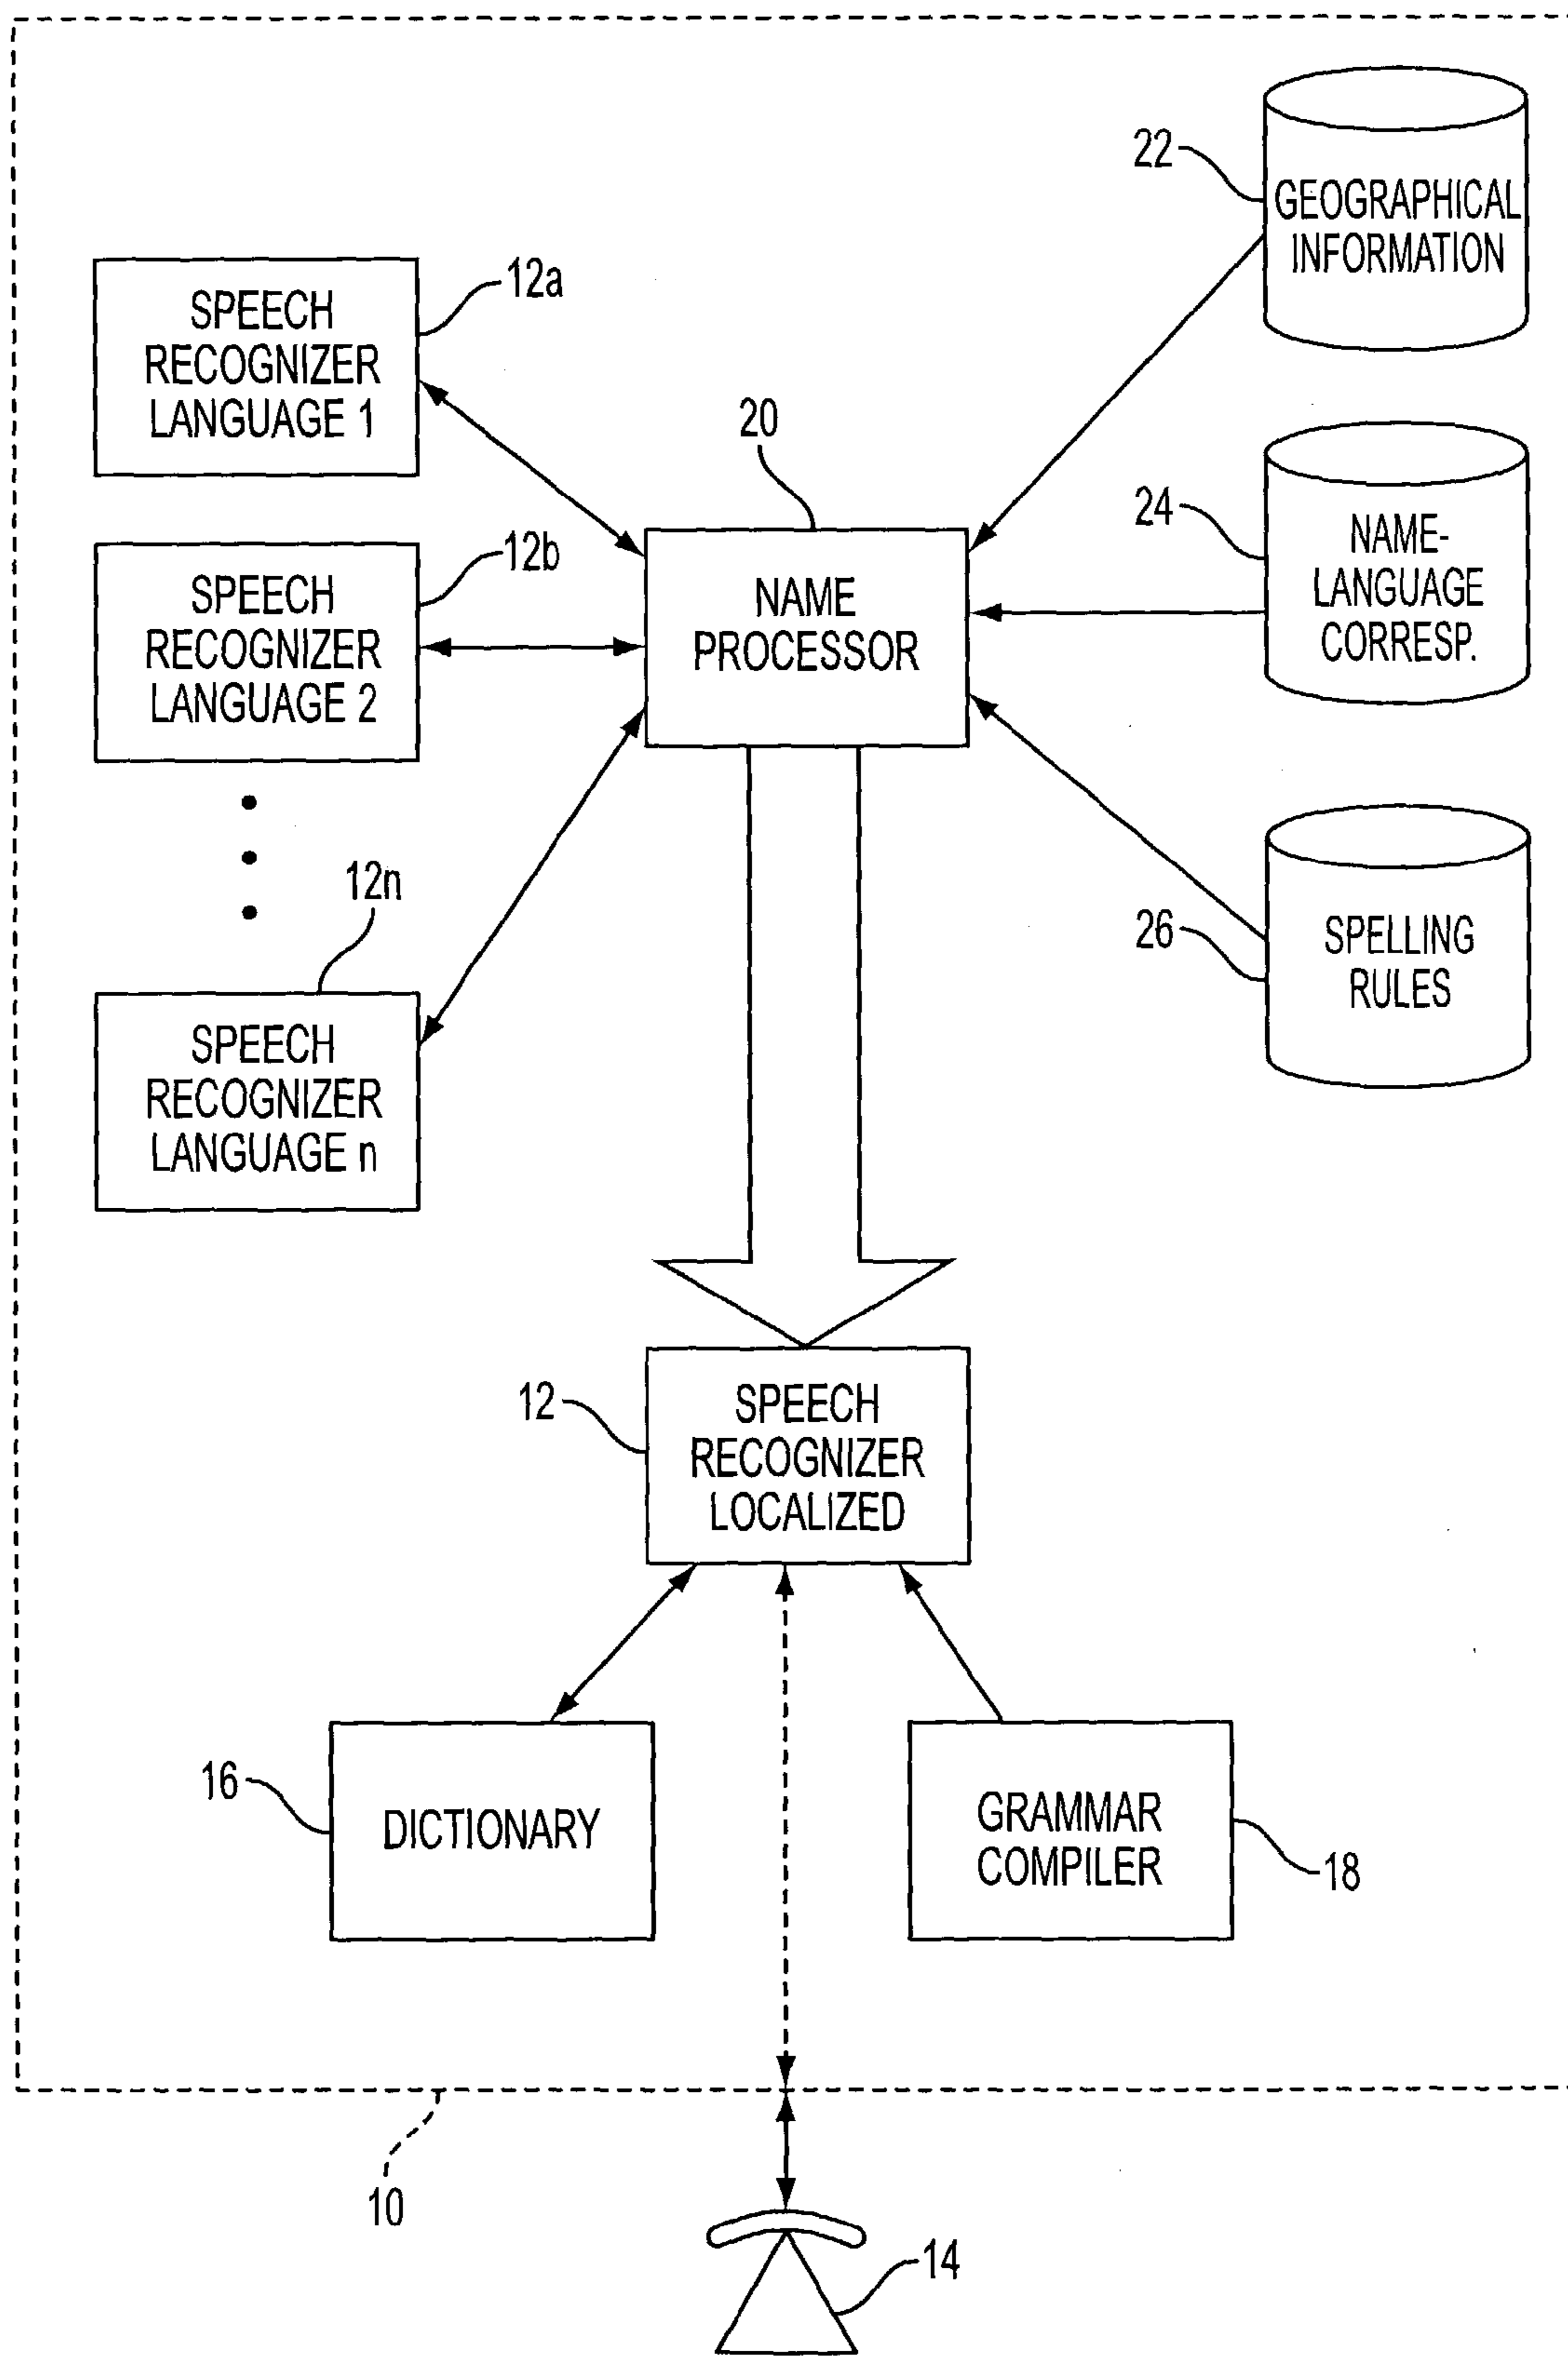 22
GEOGRAPHICAL
INFORMATION
12a
SPEECH
RECOGNIZER
LANGUAGE 1
20
24
NAME-
LANGUAGE
CORRESP.
12b
SPEECH
RECOGNIZER
LANGUAGE 2
NAME
PROCESSOR
12n
26
SPELLING
RULES
SPEECH
RECOGNIZER
LANGUAGE n
12
SPEECH
RECOGNIZER
LOCALIZED
16
DICTIONARY
GRAMMAR
COMPILER
18
10
14